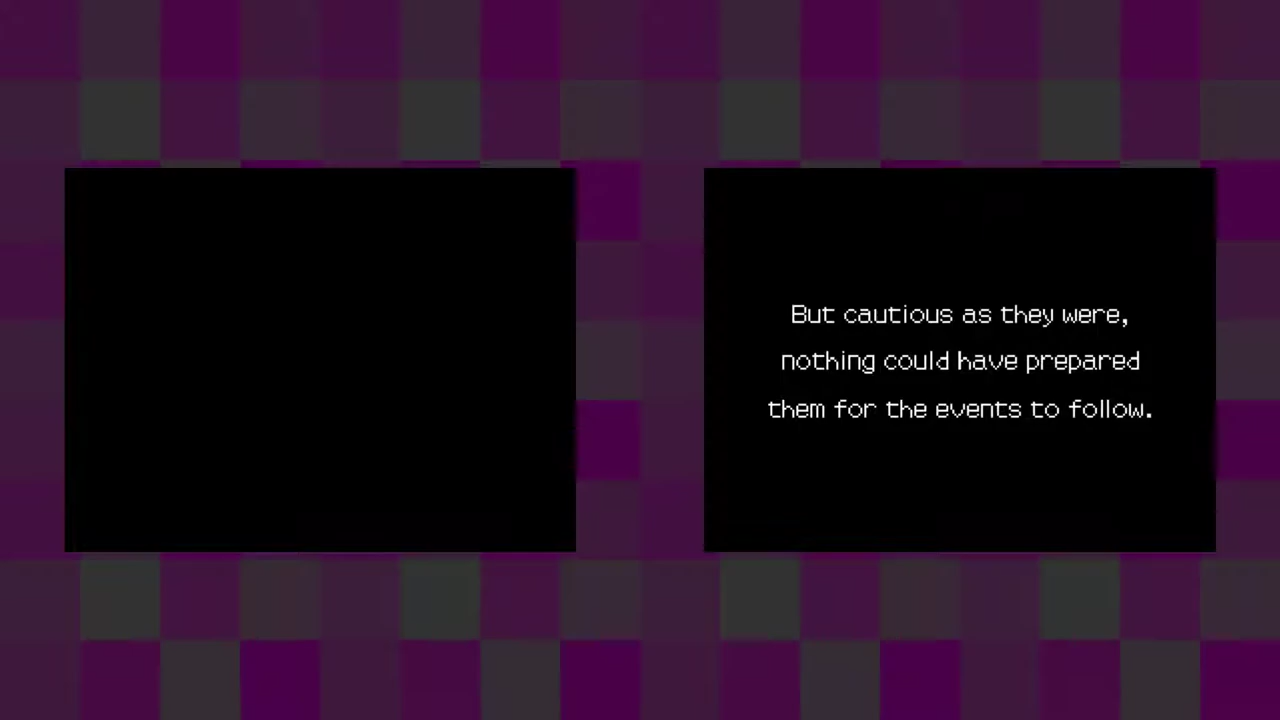 But cautious as they were,
nothing could have prepared
them for the events to follow.